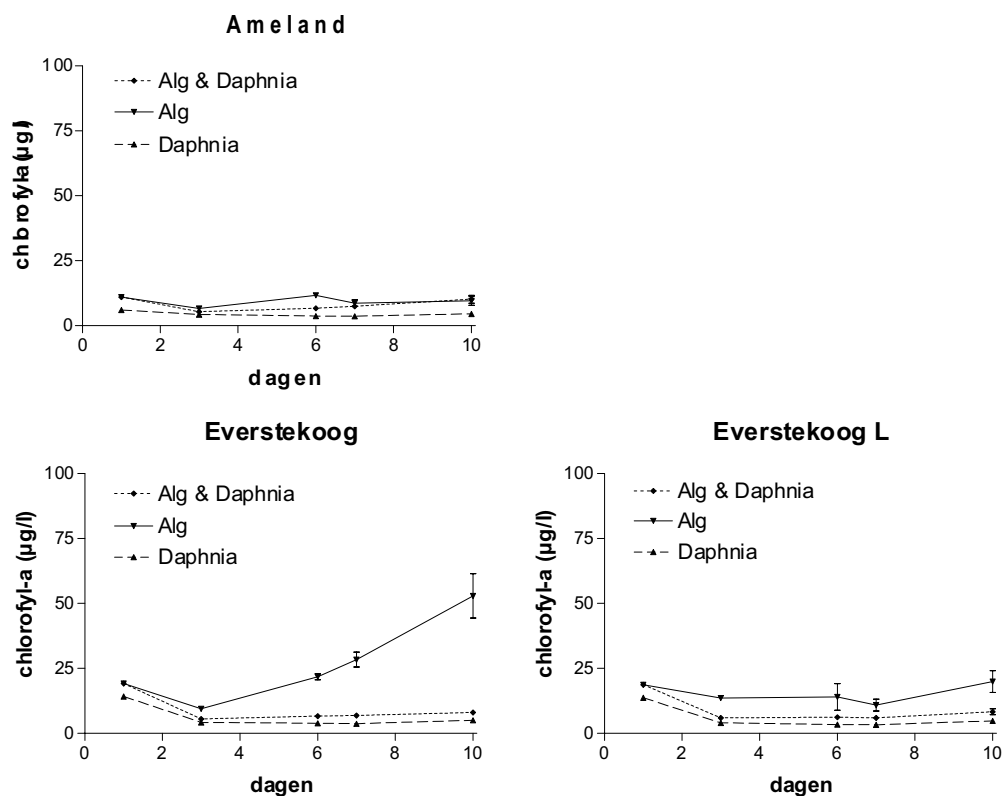 Ameland
100
75
50
25
0
chbrofyka(µg/)
Alg & Daphnia
Alg
Daphnia
0 2 4 6 8 10
dagen
Everstekoog
100
75
50
25
0
chlorofyl-a (µg/l)
Alg & Daphnia
Alg
Daphnia
0 2 4 6 8 10
dagen
Everstekoog L
100
75
50
25
0
chlorofyl-a (µg/l)
Alg & Daphnia
Alg
Daphnia
0 2 4 6 8 10
dagen